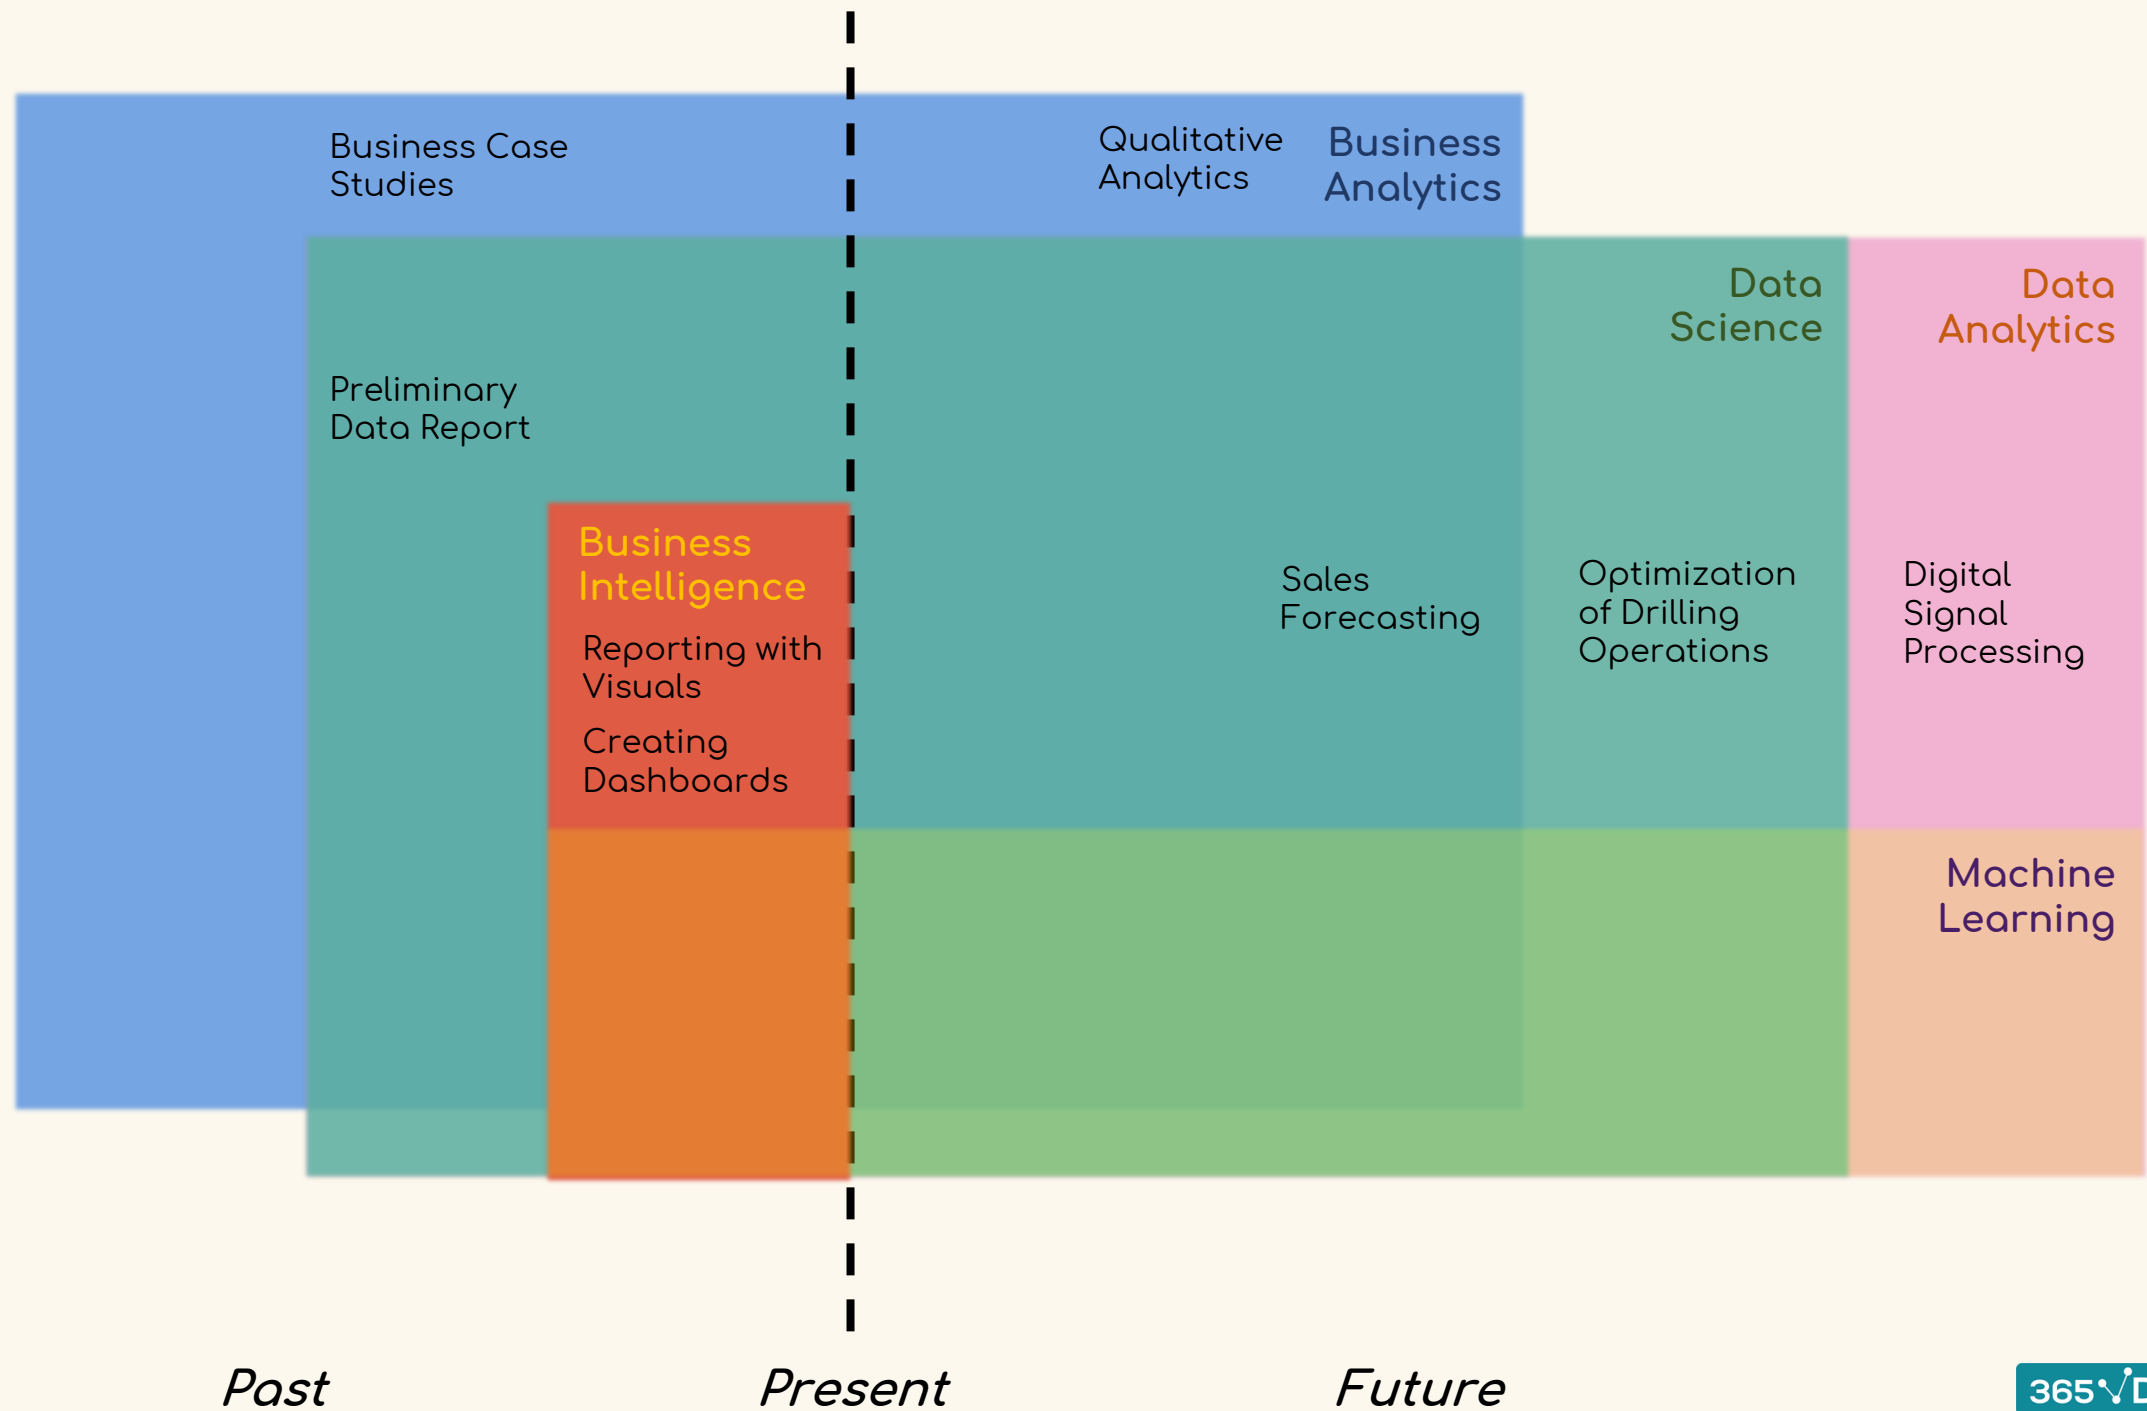 Business Case
Studies
Qualitative
Analytics
Business
Analytics
Data
Science
Data
Analytics
Preliminary
Data Report
Business
Intelligence
Reporting with
Visuals
Creating
Dashboards
Sales
Forecasting
Optimization
of Drilling
Operations
Digital
Signal
Processing
Machine
Learning
Past
Present
Future
365